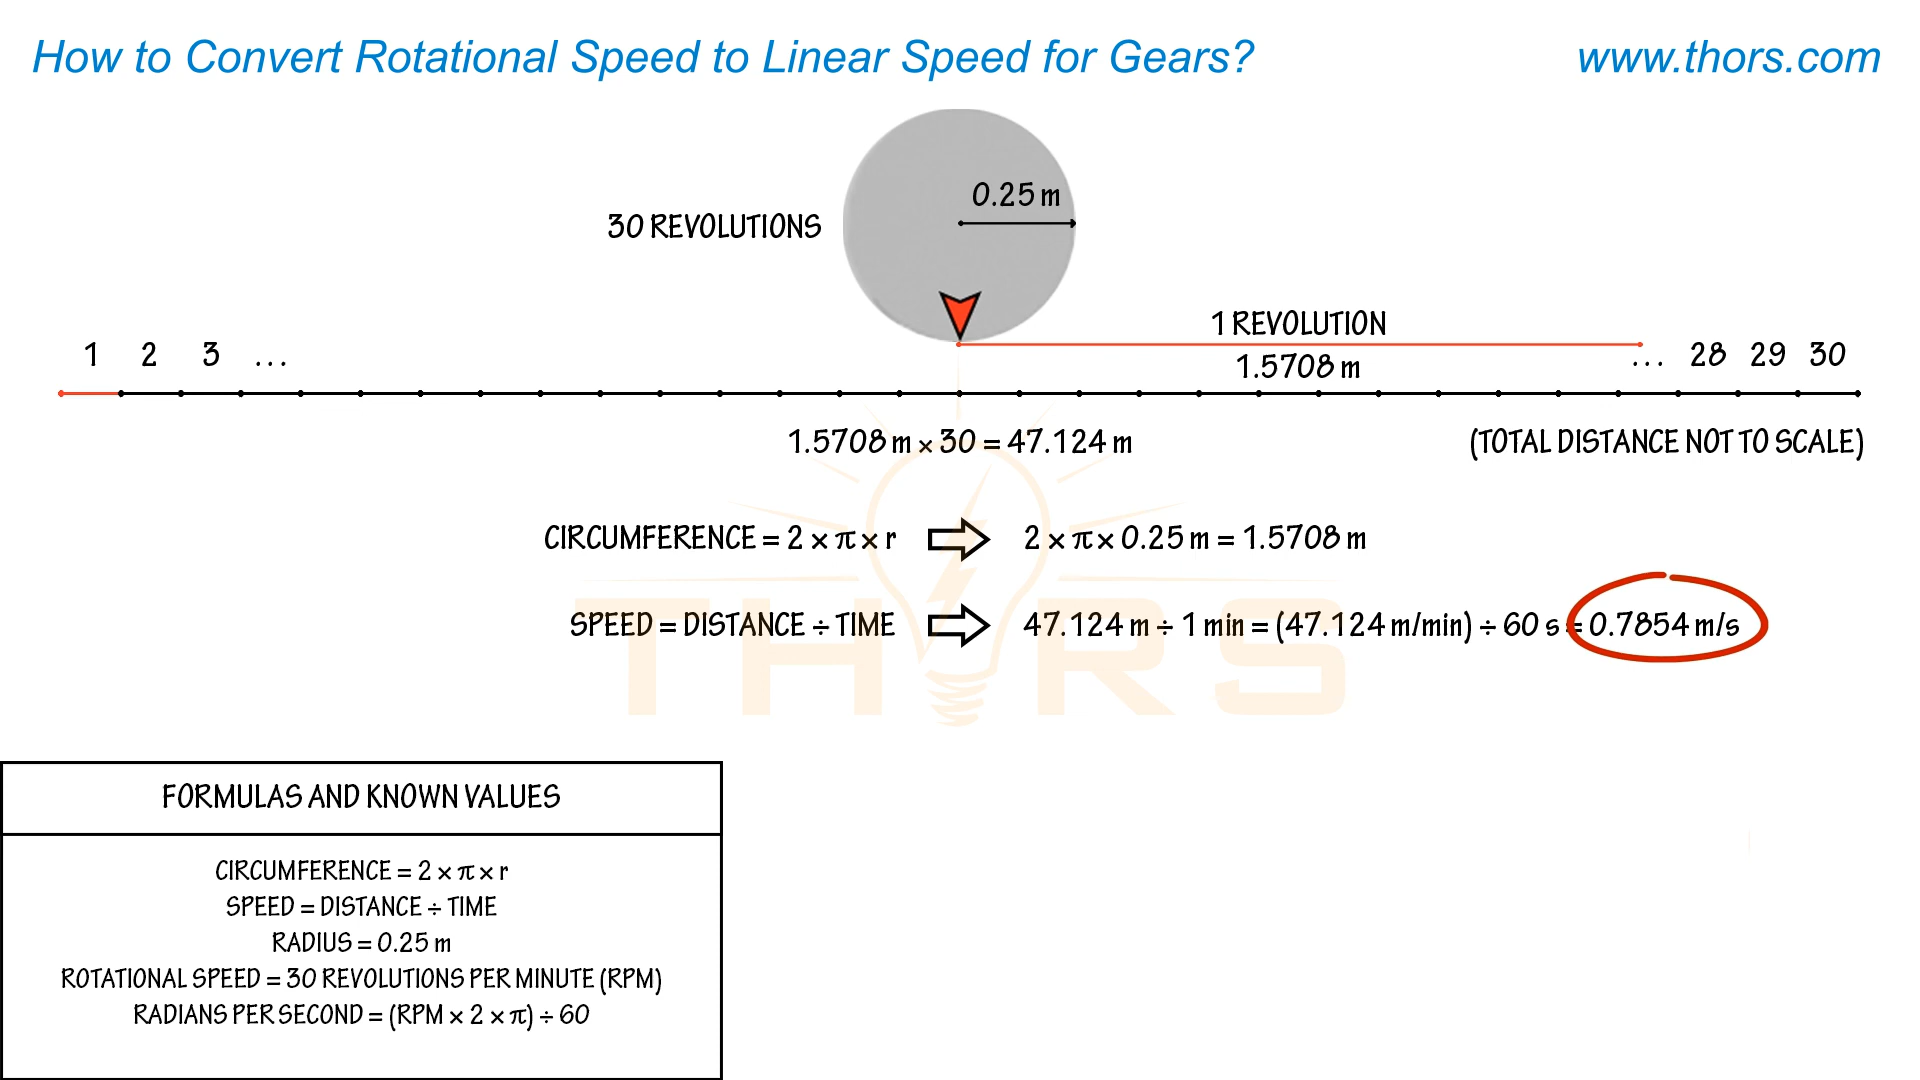 How to Convert Rotational Speed to Linear Speed for Gears? www.thors.com
0.25 m
30 REVOLUTIONS
1 REVOLUTION
1 2 3 ... ... 28 29 30
1.5708 m
1.5708 m × 30 = 47.124 m (TOTAL DISTANCE NOT TO SCALE)
CIRCUMFERENCE = 2 × π × r 2 × π × 0.25 m = 1.5708 m
SPEED = DISTANCE ÷ TIME 47.124 m ÷ 1 min = (47.124 m/min) ÷ 60 s = 0.7854 m/s
THORS
FORMULAS AND KNOWN VALUES
CIRCUMFERENCE = 2 × π × r
SPEED = DISTANCE ÷ TIME
RADIUS = 0.25 m
ROTATIONAL SPEED = 30 REVOLUTIONS PER MINUTE (RPM)
RADIANS PER SECOND = (RPM × 2 × π) ÷ 60